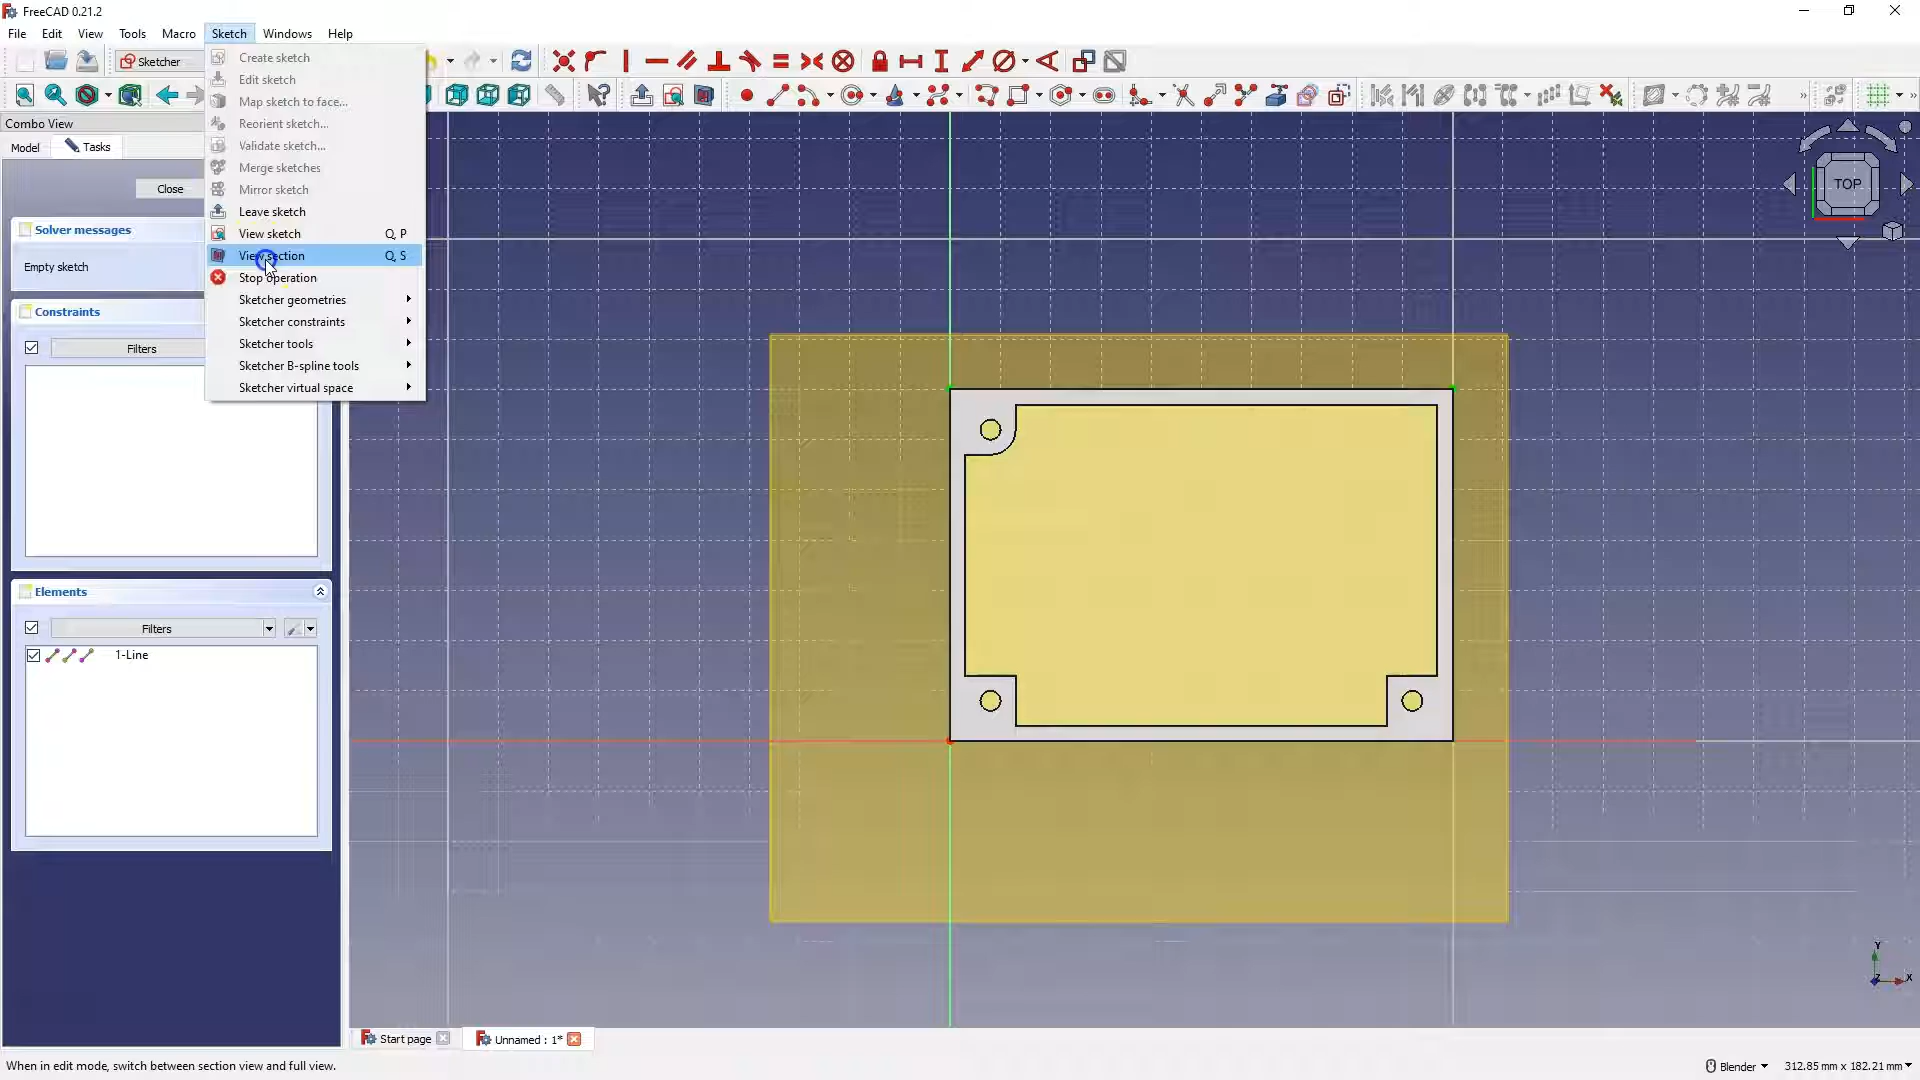 FreeCAD 0.21.2
File Edit View Tools Macro Sketch Windows Help
Sketcher
Create sketch
Edit sketch
Map sketch to face...
Reorient sketch...
Validate sketch...
Merge sketches
Mirror sketch
Leave sketch
View sketch Q, P
View section Q, S
Stop operation
Sketcher geometries
Sketcher constraints
Sketcher tools
Sketcher B-spline tools
Sketcher virtual space
Combo View
Model Tasks
Close
Solver messages
Empty sketch
Constraints
Filters
Elements
Filters
1-Line
TOP
Y
Z X
Start page
Unnamed : 1*
When in edit mode, switch between section view and full view.
Blender 312.85 mm x 182.21 mm